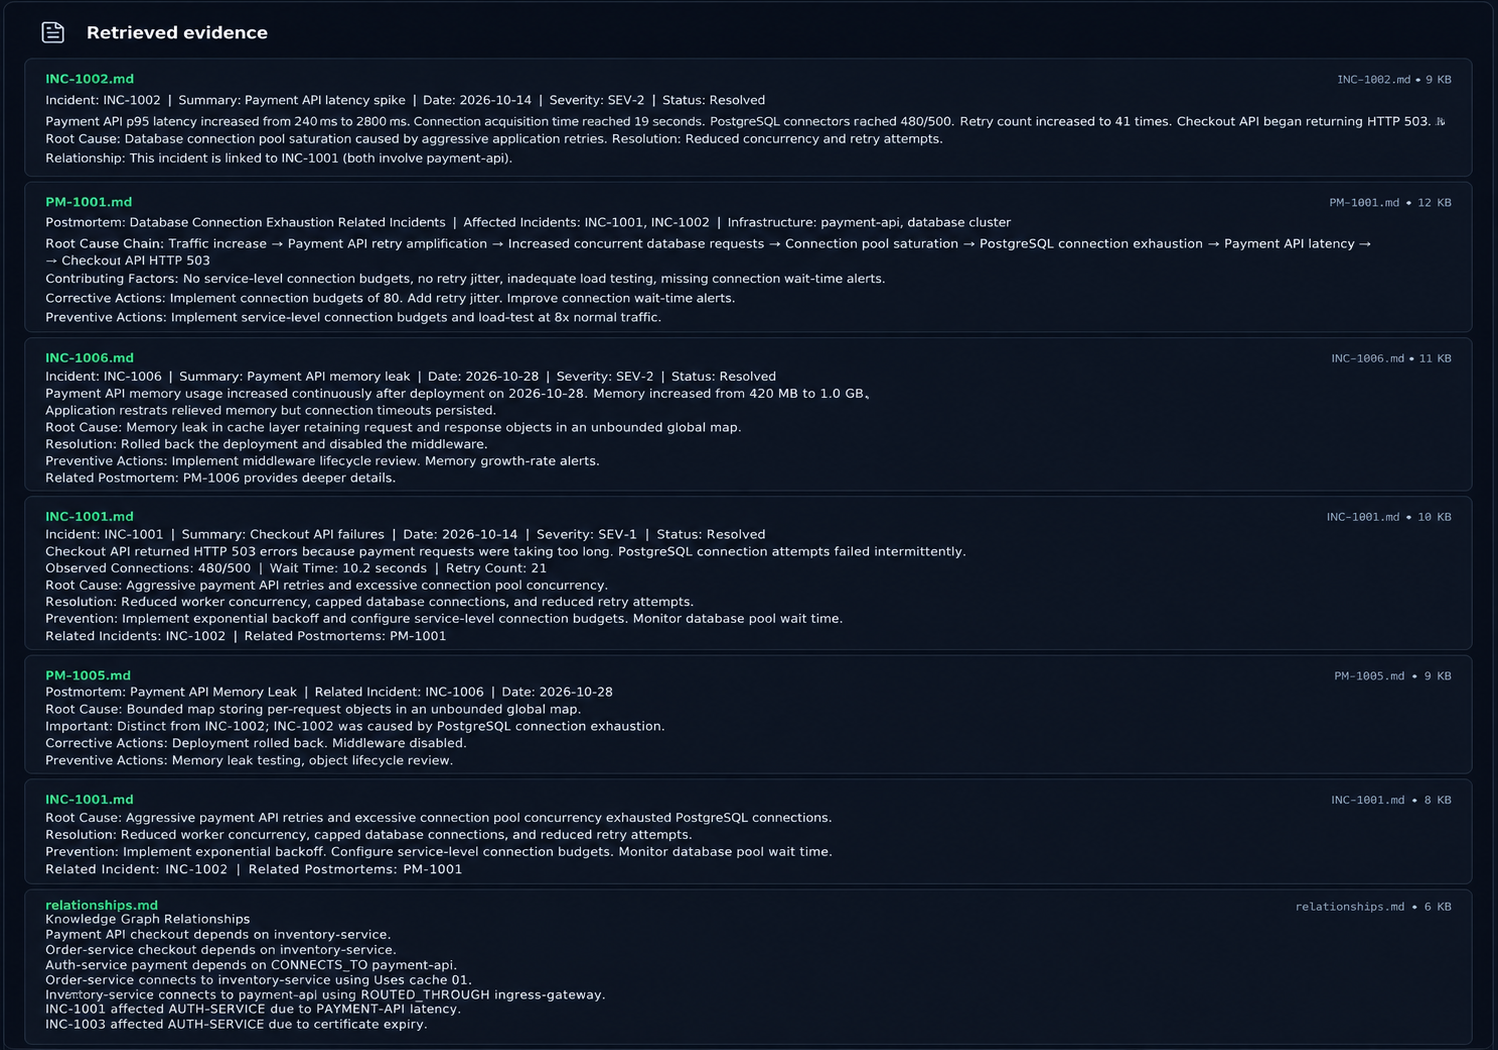 Retrieved evidence
INC-1002.md
INC-1002.md • 9 KB
Incident: INC-1002 | Summary: Payment API latency spike | Date: 2026-10-14 | Severity: SEV-2 | Status: Resolved
Payment API p95 latency increased from 240 ms to 2800 ms. Connection acquisition time reached 19 seconds. PostgreSQL connectors rached 480/500. Retry count increased to 41 times. Checkout API began returning HTTP 503.
Root Cause: Database connection pool saturation caused by aggressive application retries. Resolution: Reduced concurrency and retry attempts.
Relationship: This incident is linked to INC-1001 (both involve payment-api).
PM-1001.md
PM-1001.md • 12 KB
Postmortem: Database Connection Exhaustion Related Incidents | Affected Incidents: INC-1001, INC-1002 | Infrastructure: payment-api, database cluster
Root Cause Chain: Traffic increase → Payment API retry amplification → Increased concurrent database requests → Connection pool saturation → PostgreSQL connection exhaustion → Payment API latency →
→ Checkout API HTTP 503
Contributing Factors: No service-level connection budgets, no retry jitter, inadequate load testing, missing connection wait-time alerts.
Corrective Actions: Implement connection budgets of 80. Add retry jitter. Improve connection wait-time alerts.
Preventive Actions: Implement service-level connection budgets and load-test at 8x normal traffic.
INC-1006.md
INC-1006.md • 11 KB
Incident: INC-1006 | Summary: Payment API memory leak | Date: 2026-10-28 | Severity: SEV-2 | Status: Resolved
Payment API memory usage increased continuously after deployment on 2026-10-28. Memory increased from 420 MB to 1.0 GB.
Application restrats relieved memory but connection timeouts persisted.
Root Cause: Memory leak in cache layer retaining request and response objects in an unbounded global map.
Resolution: Rolled back the deployment and disabled the middleware.
Preventive Actions: Implement middleware lifecycle review. Memory growth-rate alerts.
Related Postmortem: PM-1006 provides deeper details.
INC-1001.md
INC-1001.md • 10 KB
Incident: INC-1001 | Summary: Checkout API failures | Date: 2026-10-14 | Severity: SEV-1 | Status: Resolved
Checkout API returned HTTP 503 errors because payment requests were taking too long. PostgreSQL connection attempts failed intermittently.
Observed Connections: 480/500 | Wait Time: 10.2 seconds | Retry Count: 21
Root Cause: Aggressive payment API retries and excessive connection pool concurrency.
Resolution: Reduced worker concurrency, capped database connections, and reduced retry attempts.
Prevention: Implement exponential backoff and configure service-level connection budgets. Monitor database pool wait time.
Related Incidents: INC-1002 | Related Postmortems: PM-1001
PM-1005.md
PM-1005.md • 9 KB
Postmortem: Payment API Memory Leak | Related Incident: INC-1006 | Date: 2026-10-28
Root Cause: Bounded map storing per-request objects in an unbounded global map.
Important: Distinct from INC-1002; INC-1002 was caused by PostgreSQL connection exhaustion.
Corrective Actions: Deployment rolled back. Middleware disabled.
Preventive Actions: Memory leak testing, object lifecycle review.
INC-1001.md
INC-1001.md • 8 KB
Root Cause: Aggressive payment API retries and excessive connection pool concurrency exhausted PostgreSQL connections.
Resolution: Reduced worker concurrency, capped database connections, and reduced retry attempts.
Prevention: Implement exponential backoff. Configure service-level connection budgets. Monitor database pool wait time.
Related Incident: INC-1002 | Related Postmortems: PM-1001
relationships.md
relationships.md • 6 KB
Knowledge Graph Relationships
Payment API checkout depends on inventory-service.
Order-service checkout depends on inventory-service.
Auth-service payment depends on CONNECTS_TO payment-api.
Order-service connects to inventory-service using Uses cache 01.
Inventory-service connects to payment-api using ROUTED_THROUGH ingress-gateway.
INC-1001 affected AUTH-SERVICE due to PAYMENT-API latency.
INC-1003 affected AUTH-SERVICE due to certificate expiry.